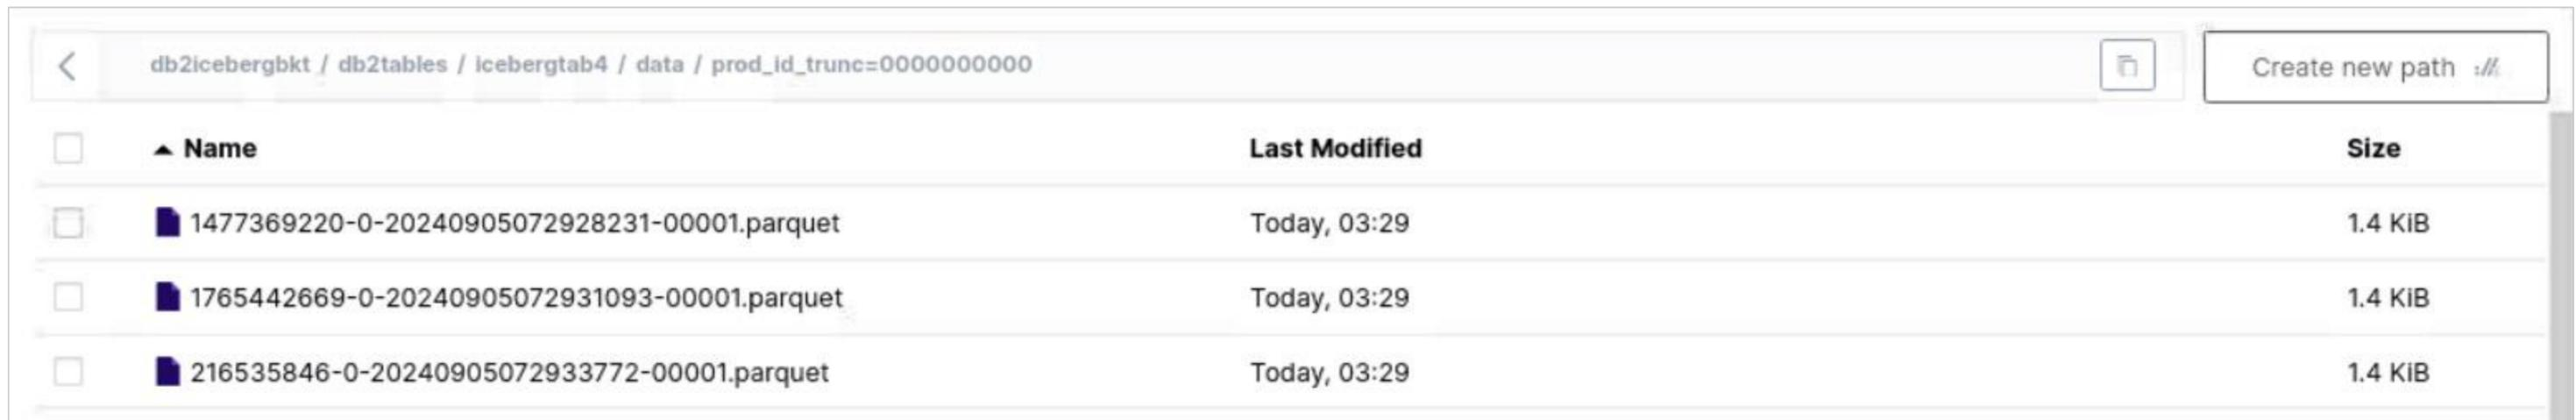 db2icebergbkt / db2tables / icebergtab4 / data / prod_id_trunc=0000000000 Create new path
Name Last Modified Size
1477369220-0-20240905072928231-00001.parquet Today, 03:29 1.4 KiB
1765442669-0-20240905072931093-00001.parquet Today, 03:29 1.4 KiB
216535846-0-20240905072933772-00001.parquet Today, 03:29 1.4 KiB